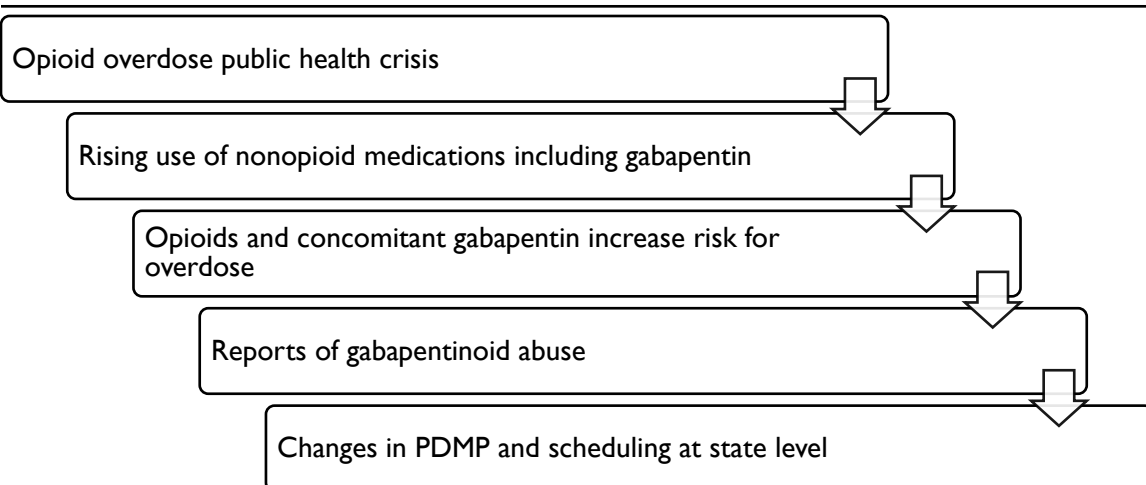 Opioid overdose public health crisis
Rising use of nonopioid medications including gabapentin
Opioids and concomitant gabapentin increase risk for
overdose
Reports of gabapentinoid abuse
Changes in PDMP and scheduling at state level